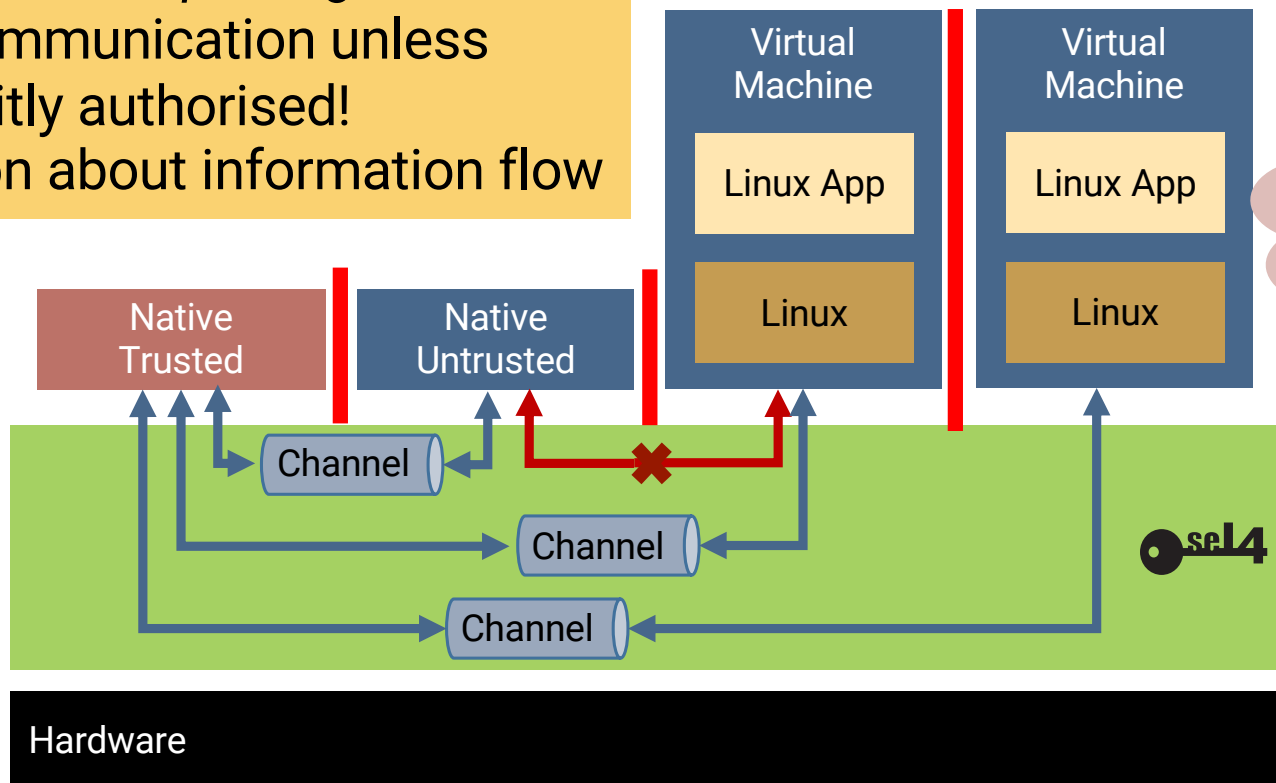 mmunication unless
itly authorised!
on about information flow
Virtual
Machine
Linux App
Linux
Virtual
Machine
Linux App
Linux
Native
Trusted
Native
Untrusted
Channel
Channel
Channel
seL4
Hardware